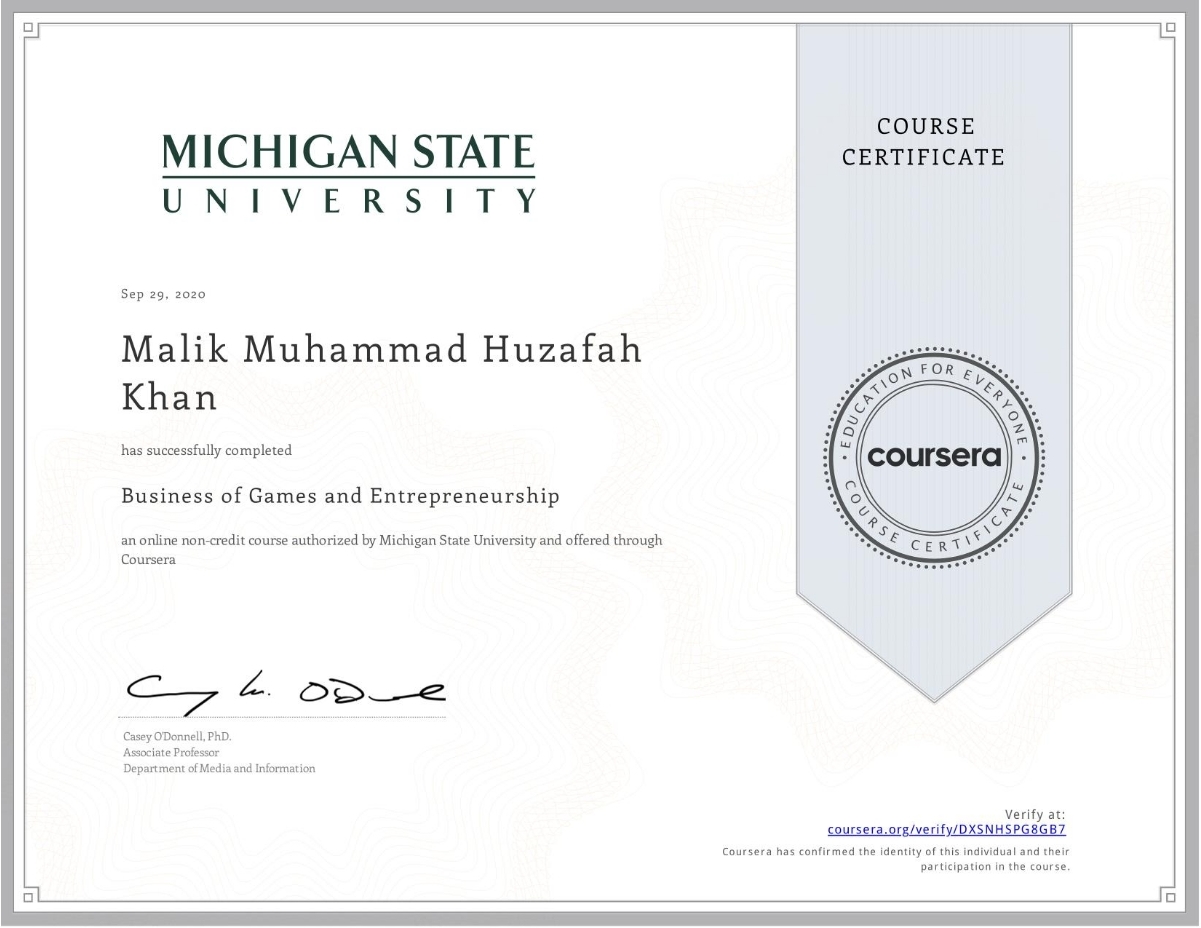 MICHIGAN STATE
UNIVERSITY
COURSE
CERTIFICATE
Sep 29, 2020
Malik Muhammad Huzafah
Khan
has successfully completed
Business of Games and Entrepreneurship
an online non-credit course authorized by Michigan State University and offered through
Coursera
EDUCATION FOR EVERYONE
coursera
COURSE CERTIFICATE
Casey O'Donnell, PhD.
Associate Professor
Department of Media and Information
Verify at:
coursera.org/verify/DXSNHSPG8GB7
Coursera has confirmed the identity of this individual and their
participation in the course.